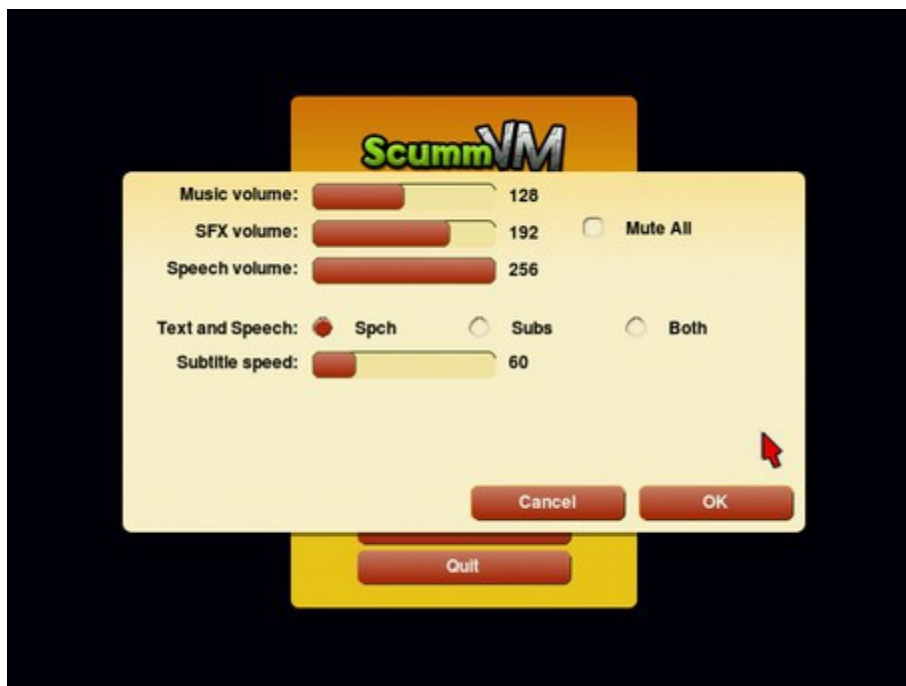 ScummVM
Music volume: 128
SFX volume: 192 Mute All
Speech volume: 256
Text and Speech: Spch Subs Both
Subtitle speed: 60
Cancel OK
Quit